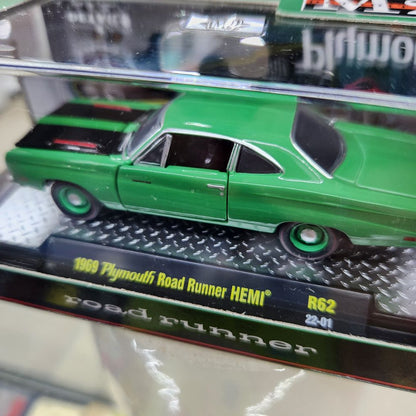 Plymouth
1969 Plymouth Road Runner HEMI®
R62
22-01
road runner